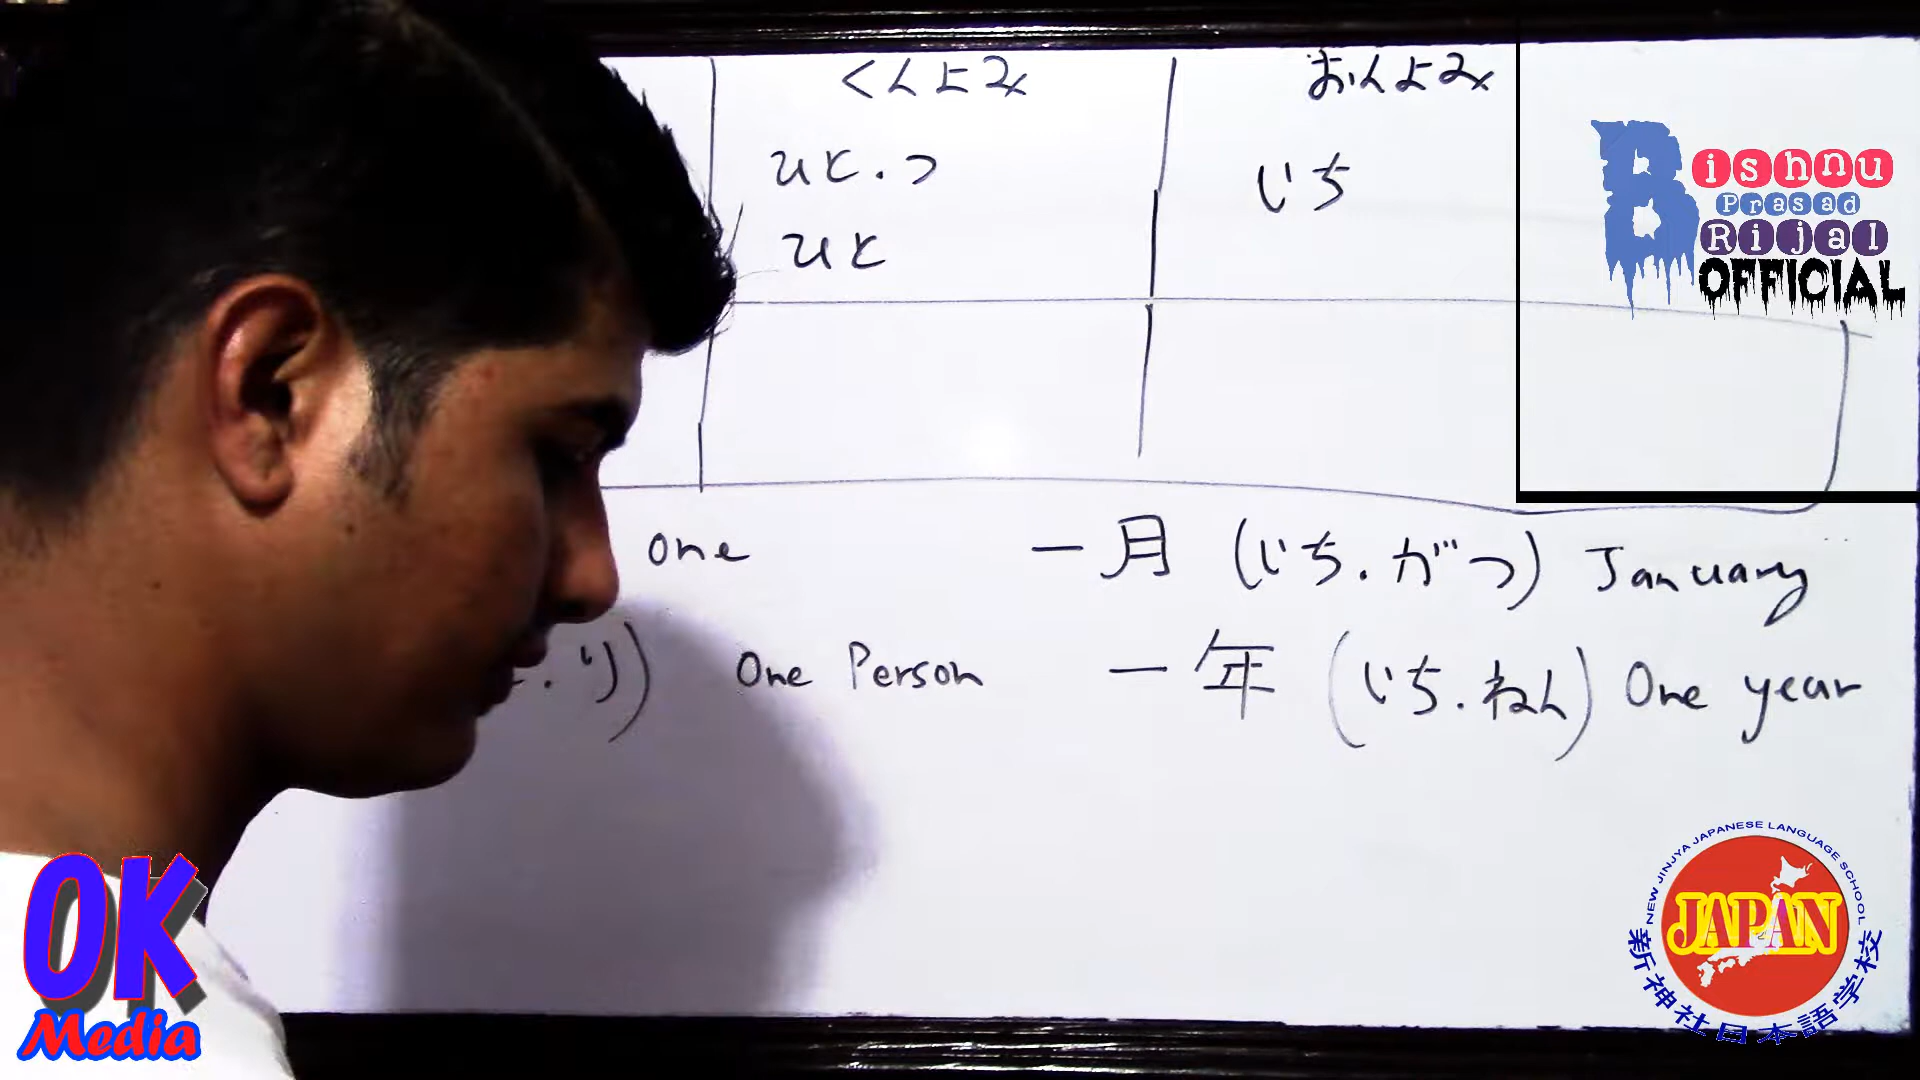 くんよみ おんよみ
ひと.つ いち
ひと
one 一月 (いち.がつ) January
.り) One Person 一年 (いち.ねん) One year
Bishnu
Prasad
Rijal
OFFICIAL
OK
Media
NEW JINJYA JAPANESE LANGUAGE SCHOOL
JAPAN
新神社日本語学校